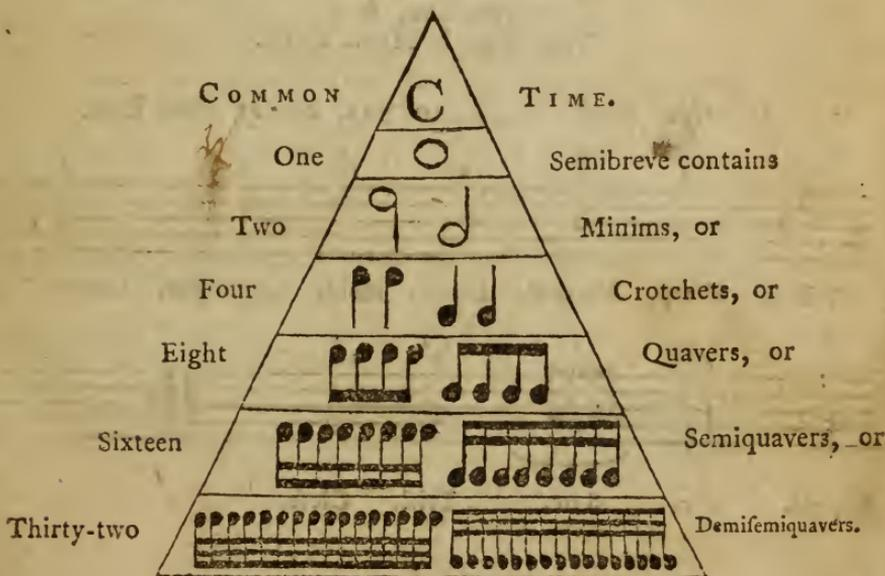 COMMON C TIME.
One Semibreve contains
Two Minims, or
Four Crotchets, or
Eight Quavers, or
Sixteen Semiquavers, or
Thirty-two Demiſemiquavers.